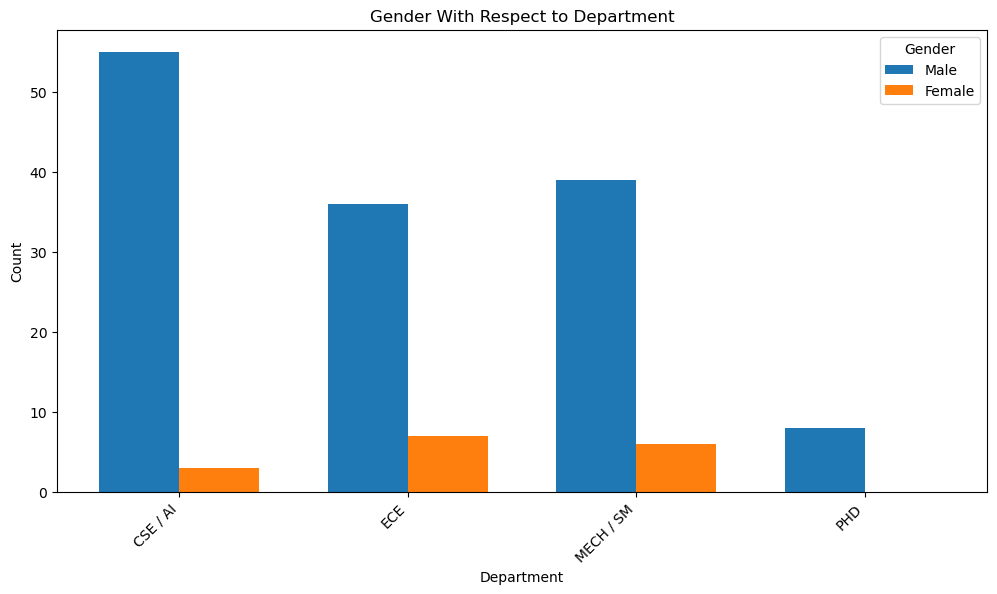 Gender With Respect to Department
Gender
Male
Female
Count
50
40
30
20
10
0
CSE / AI
ECE
MECH / SM
PHD
Department